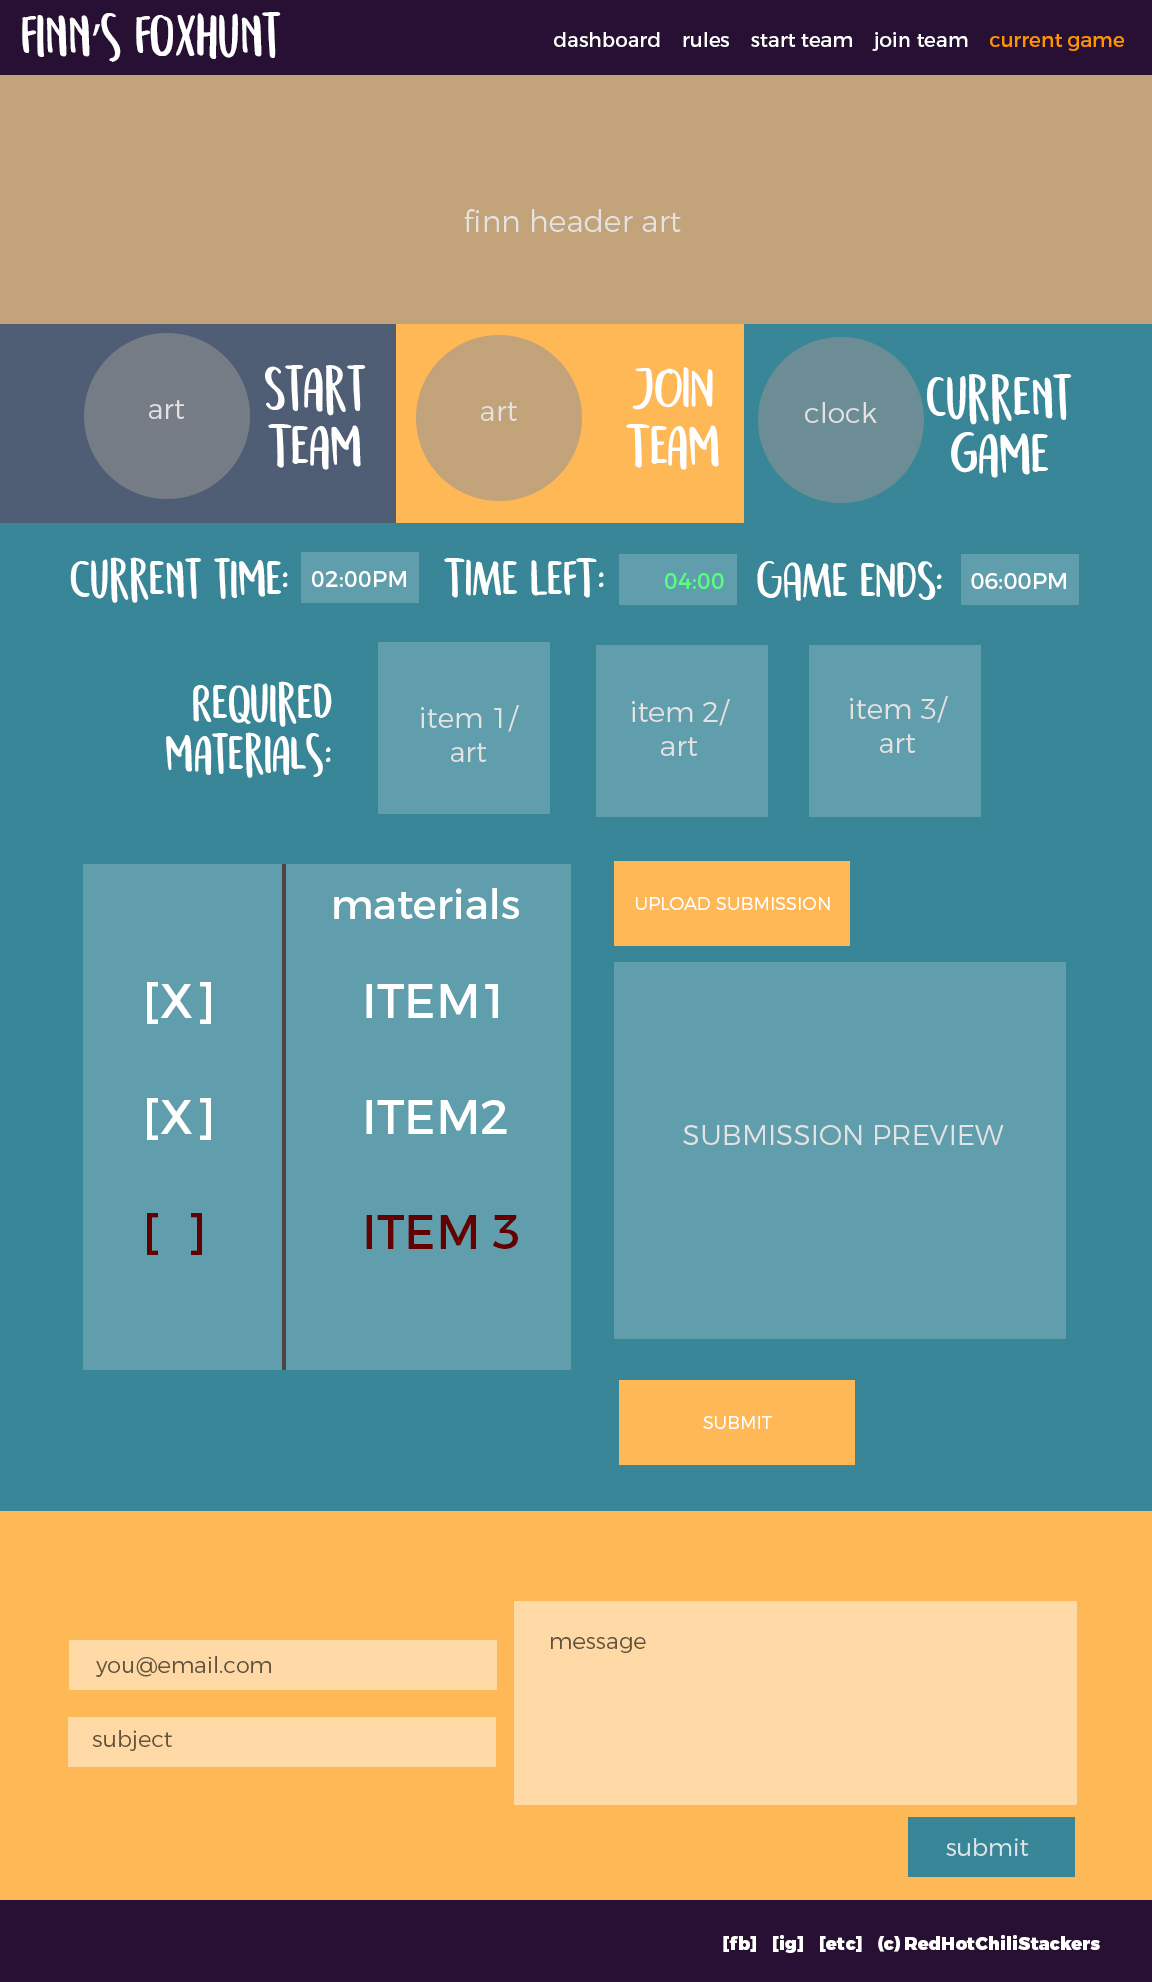 FINN'S FOXHUNT
dashboard rules start team join team current game
finn header art
art
START
TEAM
art
JOIN
TEAM
clock
CURRENT
GAME
CURRENT TIME: 02:00PM TIME LEFT: 04:00 GAME ENDS: 06:00PM
REQUIRED
MATERIALS:
item 1/
art
item 2/
art
item 3/
art
materials
[X] ITEM1
[X] ITEM2
[ ] ITEM 3
UPLOAD SUBMISSION
SUBMISSION PREVIEW
SUBMIT
you@email.com
subject
message
submit
[fb] [ig] [etc] (c) RedHotChiliStackers